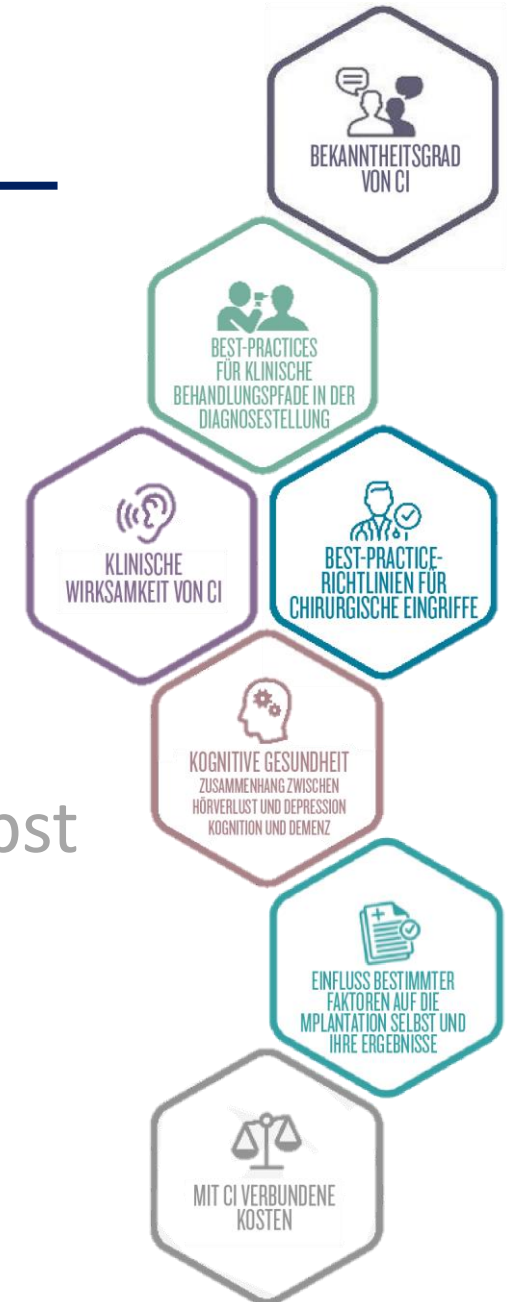 BEKANNTHEITSGRAD
VON CI
BEST-PRACTICES
FÜR KLINISCHE
BEHANDLUNGSPFADE IN DER
DIAGNOSESTELLUNG
KLINISCHE
WIRKSAMKEIT VON CI
BEST-PRACTICE-
RICHTLINIEN FÜR
CHIRURGISCHE EINGRIFFE
KOGNITIVE GESUNDHEIT
ZUSAMMENHANG ZWISCHEN
HÖRVERLUST UND DEPRESSION
KOGNITION UND DEMENZ
EINFLUSS BESTIMMTER
FAKTOREN AUF DIE
MPLANTATION SELBST UND
IHRE ERGEBNISSE
MIT CI VERBUNDENE
KOSTEN